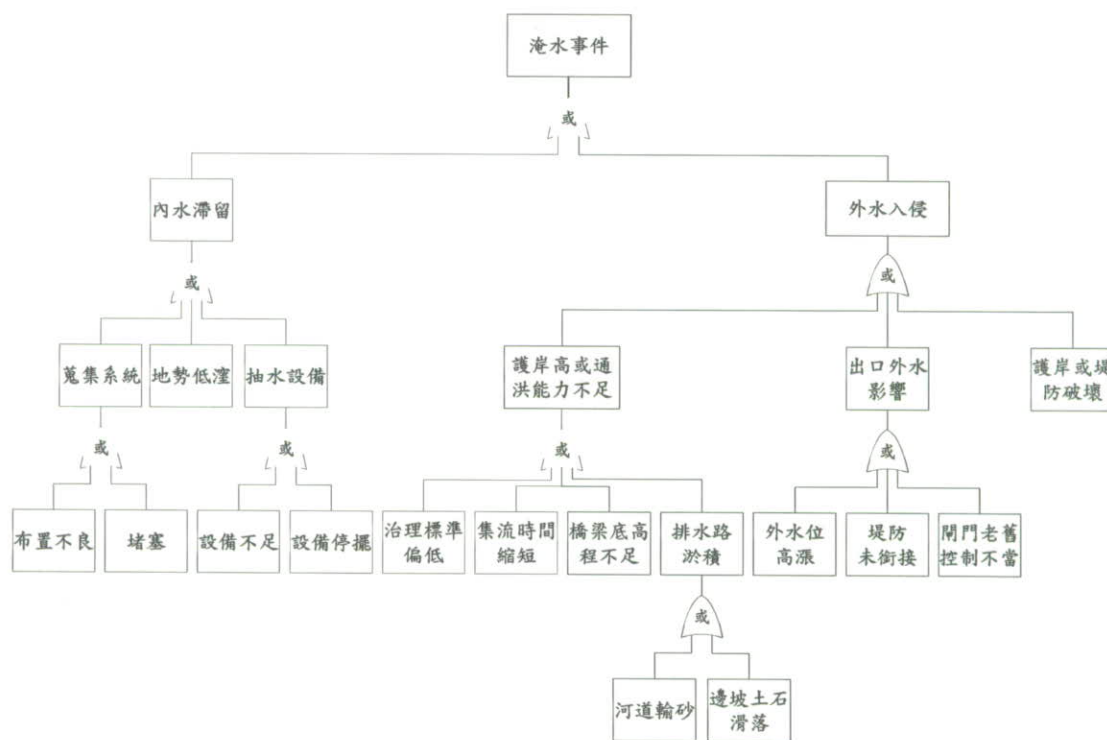 淹水事件
或
內水滯留
外水入侵
或
或
蒐集系統
地勢低漥
抽水設備
護岸高或通
洪能力不足
出口外水
影響
護岸或堤
防破壞
或
或
或
或
布置不良
堵塞
設備不足
設備停擺
治理標準
偏低
集流時間
縮短
橋梁底高
程不足
排水路
淤積
外水位
高漲
堤防
未銜接
閘門老舊
控制不當
或
河道輸砂
邊坡土石
滑落